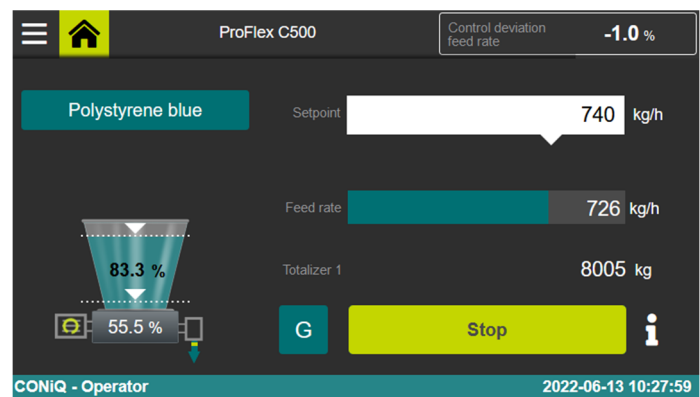 ProFlex C500
Control deviation
feed rate
-1.0 %
Polystyrene blue
Setpoint
740 kg/h
Feed rate
726 kg/h
83.3 %
Totalizer 1
8005 kg
55.5 %
G
Stop
i
CONiQ - Operator
2022-06-13 10:27:59